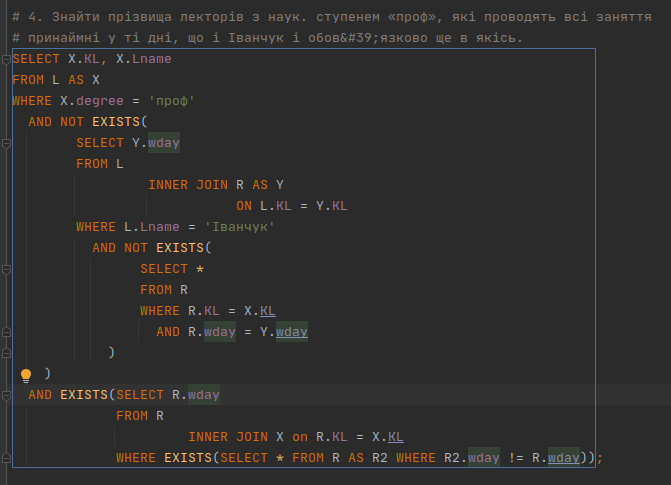 # 4. Знайти прізвища лекторів з наук. ступенем «проф», які проводять всі заняття
# принаймні у ті дні, що і Іванчук і обов&#39;язково ще в якісь.
SELECT X.KL, X.Lname
FROM L AS X
WHERE X.degree = 'проф'
AND NOT EXISTS(
SELECT Y.wday
FROM L
INNER JOIN R AS Y
ON L.KL = Y.KL
WHERE L.Lname = 'Іванчук'
AND NOT EXISTS(
SELECT *
FROM R
WHERE R.KL = X.KL
AND R.wday = Y.wday
)
)
AND EXISTS(SELECT R.wday
FROM R
INNER JOIN X on R.KL = X.KL
WHERE EXISTS(SELECT * FROM R AS R2 WHERE R2.wday != R.wday));